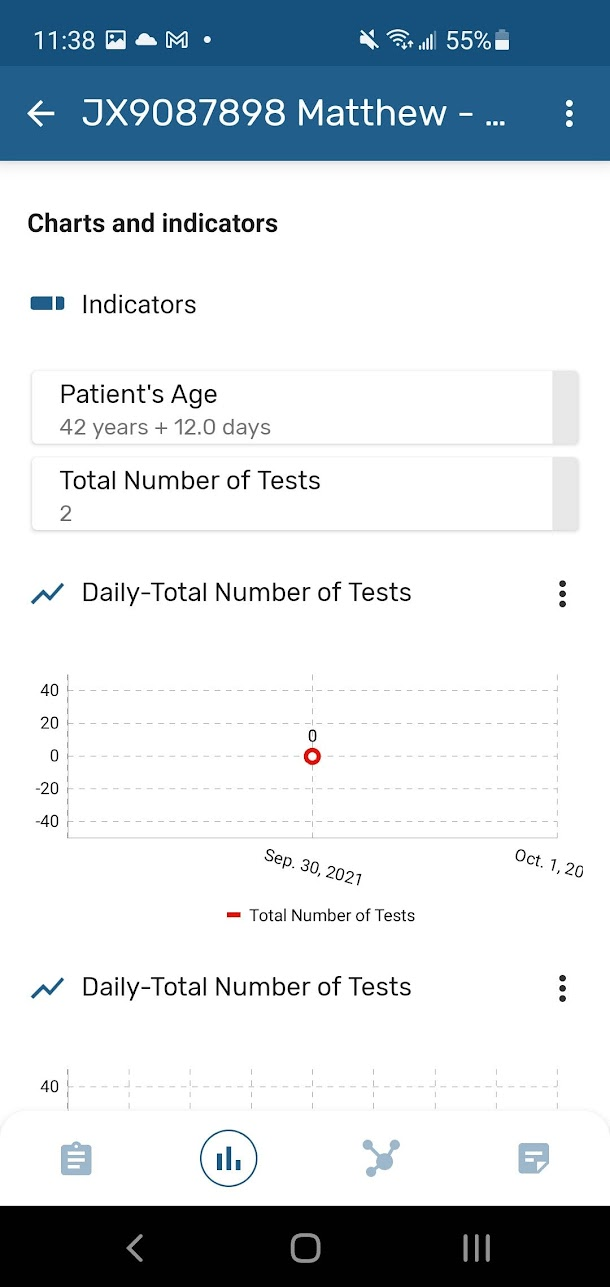 11:38
55%
JX9087898 Matthew - ...
Charts and indicators
Indicators
Patient's Age
42 years + 12.0 days
Total Number of Tests
2
Daily-Total Number of Tests
40
20
0
0
-20
-40
Sep. 30, 2021
Oct. 1, 20
Total Number of Tests
Daily-Total Number of Tests
40